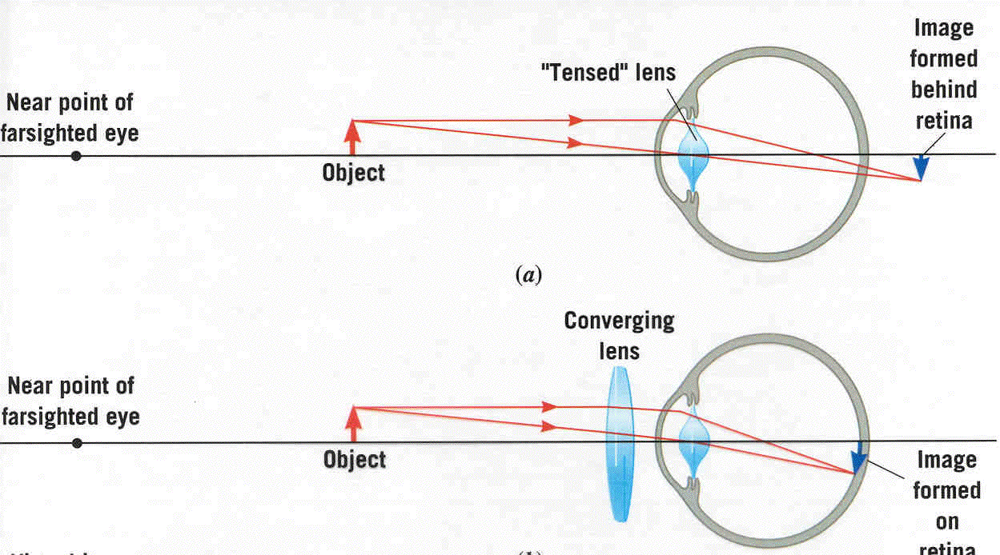 Image
formed
behind
retina
"Tensed" lens
Near point of
farsighted eye
Object
(a)
Converging
lens
Near point of
farsighted eye
Object
Image
formed
on
retina